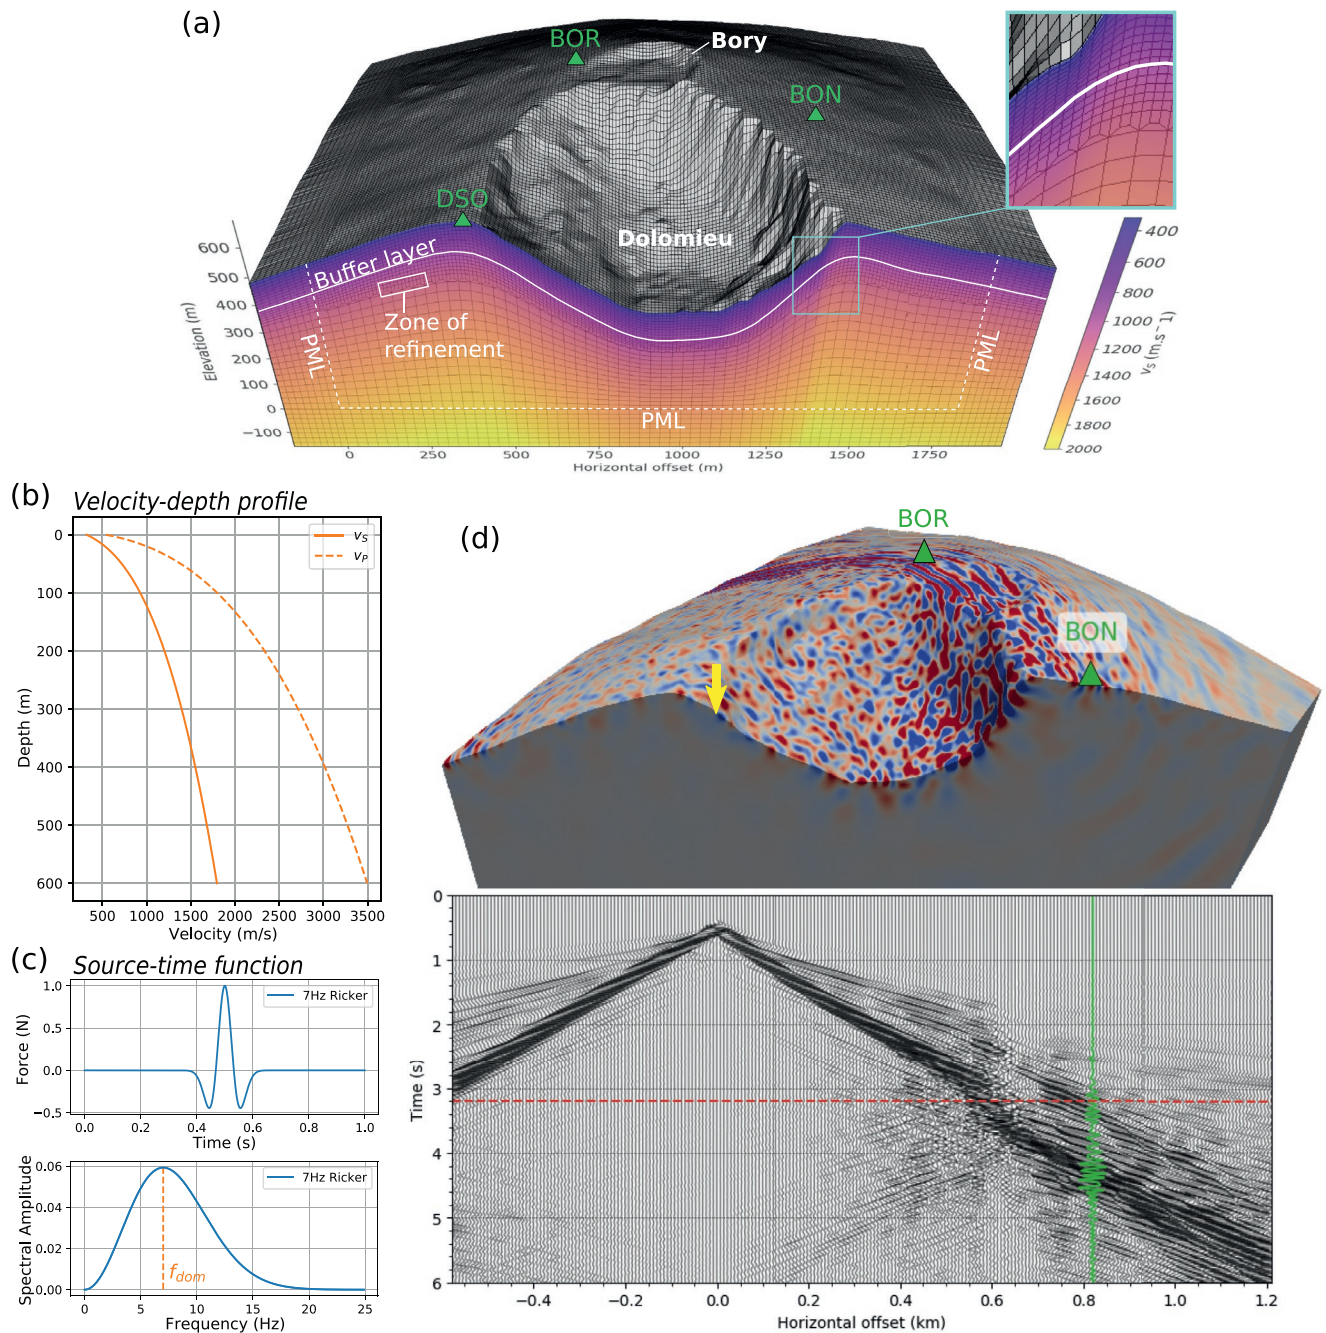 (a)
BOR
Bory
BON
DSO
Dolomieu
Buffer layer
Zone of
refinement
PML
PML
PML
600
500
400
300
200
100
0
−100
Elevation (m)
0
250
500
750
1000
1250
1500
1750
Horizontal offset (m)
400
600
800
1000
1200
1400
1600
1800
2000
vS (m.s−1)
(b)
Velocity-depth profile
vS
vP
0
100
200
300
400
500
600
Depth (m)
500 1000 1500 2000 2500 3000 3500
Velocity (m/s)
(c)
Source-time function
7Hz Ricker
1.0
0.5
0.0
−0.5
Force (N)
0.0 0.2 0.4 0.6 0.8 1.0
Time (s)
7Hz Ricker
0.06
0.04
0.02
0.00
Spectral Amplitude
fdom
0 5 10 15 20 25
Frequency (Hz)
(d)
BOR
BON
0
1
2
3
4
5
6
Time (s)
−0.4 −0.2 0.0 0.2 0.4 0.6 0.8 1.0 1.2
Horizontal offset (km)